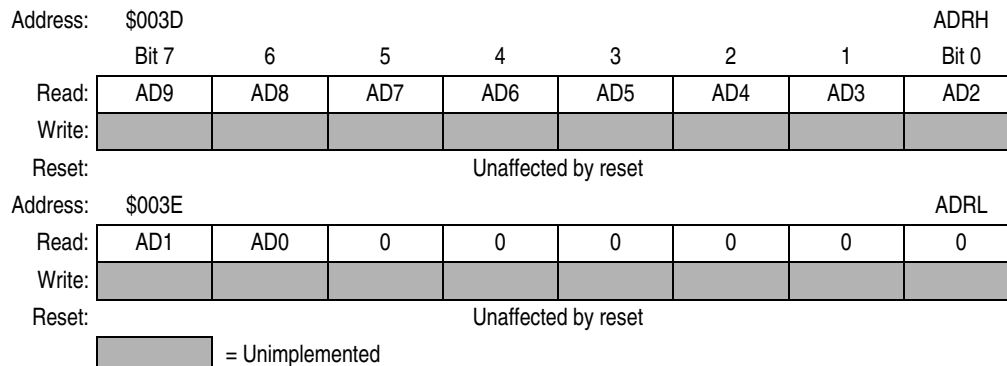 Address: $003D ADRH
Bit 7 6 5 4 3 2 1 Bit 0
Read: AD9 AD8 AD7 AD6 AD5 AD4 AD3 AD2
Write:
Reset: Unaffected by reset
Address: $003E ADRL
Read: AD1 AD0 0 0 0 0 0 0
Write:
Reset: Unaffected by reset
= Unimplemented